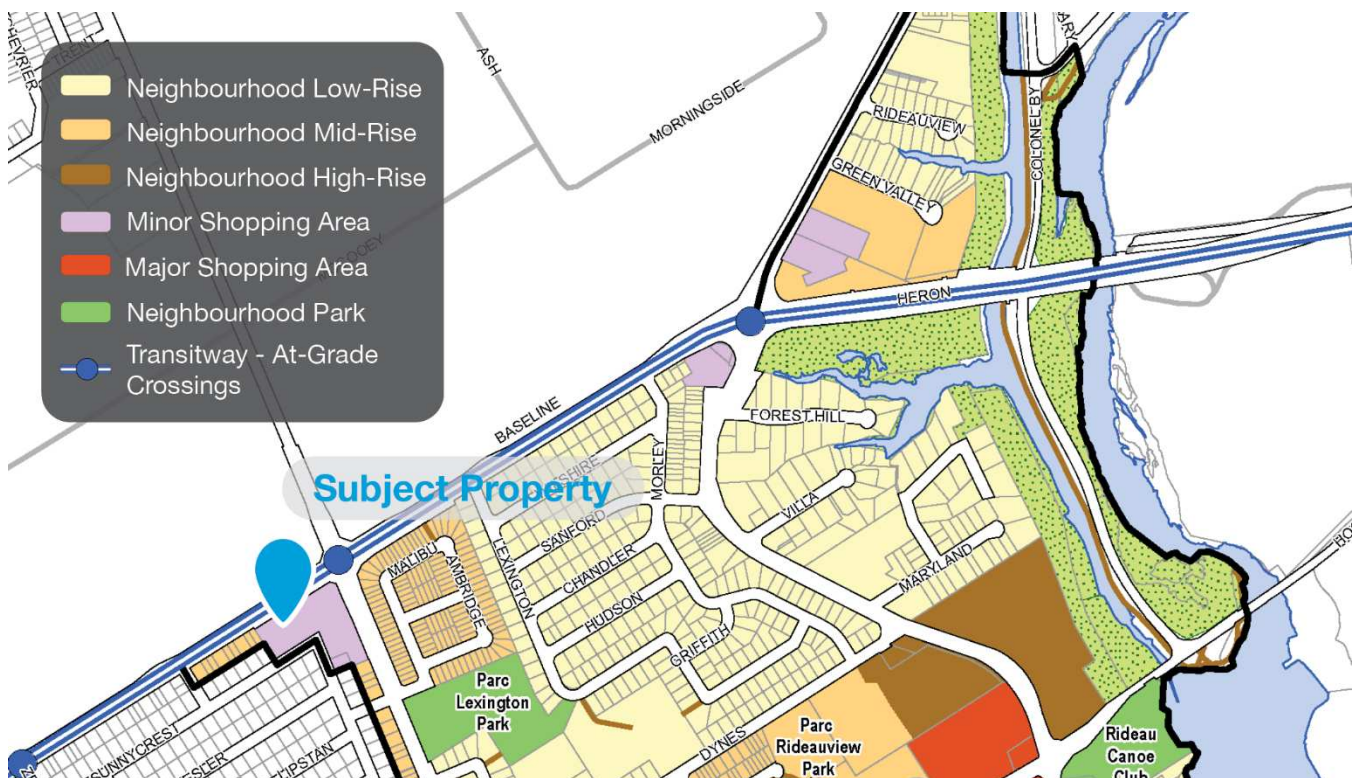 Neighbourhood Low-Rise
Neighbourhood Mid-Rise
Neighbourhood High-Rise
Minor Shopping Area
Major Shopping Area
Neighbourhood Park
Transitway - At-Grade
Crossings
CHEVRIER
TRENT
ASH
MORNINGSIDE
RIDEAUVIEW
GREEN VALLEY
COLONEL BY
HERON
BASELINE
FOREST HILL
MORLEY
Subject Property
VILLA
SANFORD
LEXINGTON
MALIBU
AMBRIDGE
CHANDLER
HUDSON
MARYLAND
GRIFFITH
Parc
Lexington
Park
DYNES
Parc
Rideauview
Park
Rideau
Canoe
Club
SUNNYCREST